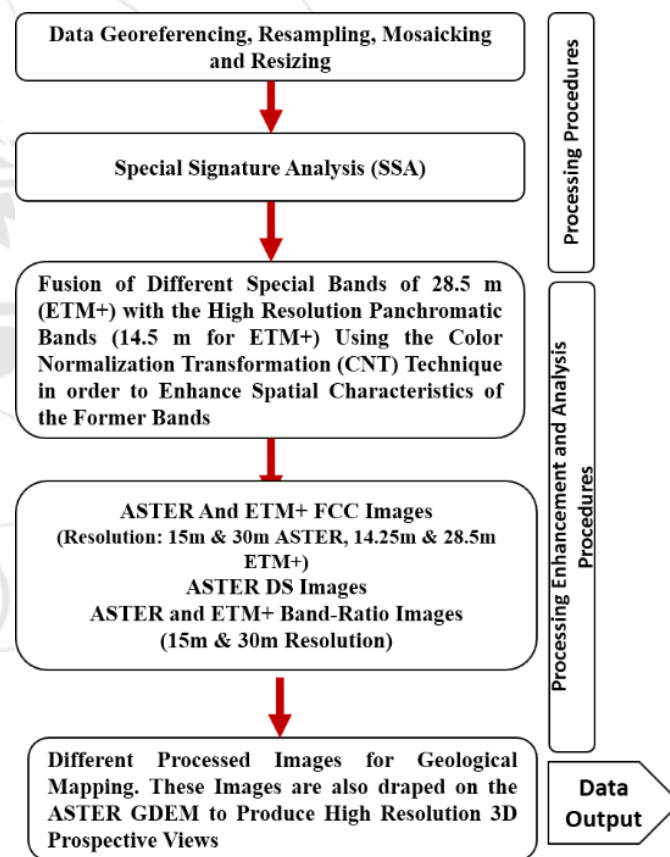 Data Georeferencing, Resampling, Mosaicking
and Resizing
Special Signature Analysis (SSA)
Fusion of Different Special Bands of 28.5 m
(ETM+) with the High Resolution Panchromatic
Bands (14.5 m for ETM+) Using the Color
Normalization Transformation (CNT) Technique
in order to Enhance Spatial Characteristics of
the Former Bands
ASTER And ETM+ FCC Images
(Resolution: 15m & 30m ASTER, 14.25m & 28.5m
ETM+)
ASTER DS Images
ASTER and ETM+ Band-Ratio Images
(15m & 30m Resolution)
Different Processed Images for Geological
Mapping. These Images are also draped on the
ASTER GDEM to Produce High Resolution 3D
Prospective Views
Processing Procedures
Processing Enhancement and Analysis
Procedures
Data
Output